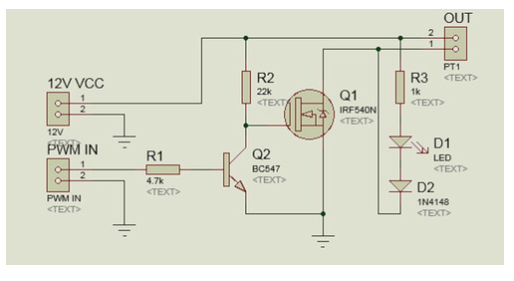 OUT
2
1
PT1
<TEXT>
12V VCC
1
2
12V
<TEXT>
PWM IN
1
2
PWM IN
<TEXT>
R1
4.7k
<TEXT>
R2
22k
<TEXT>
Q1
IRF540N
<TEXT>
Q2
BC547
<TEXT>
R3
1k
<TEXT>
D1
LED
<TEXT>
D2
1N4148
<TEXT>